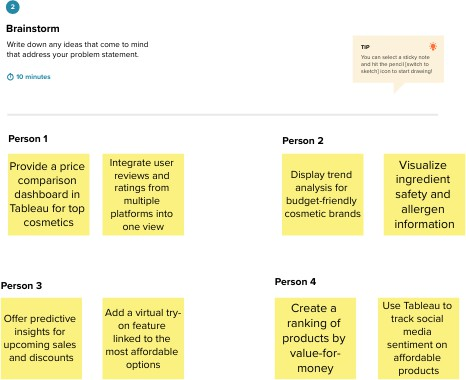 2
Brainstorm
Write down any ideas that come to mind
that address your problem statement.
10 minutes
TIP
You can select a sticky note
and hit the pencil [switch to
sketch] icon to start drawing!
Person 1
Provide a price
comparison
dashboard in
Tableau for top
cosmetics
Integrate user
reviews and
ratings from
multiple
platforms into
one view
Person 2
Display trend
analysis for
budget-friendly
cosmetic brands
Visualize
ingredient
safety and
allergen
information
Person 3
Offer predictive
insights for
upcoming sales
and discounts
Add a virtual try-
on feature
linked to the
most affordable
options
Person 4
Create a
ranking of
products by
value-for-
money
Use Tableau to
track social
media
sentiment on
affordable
products